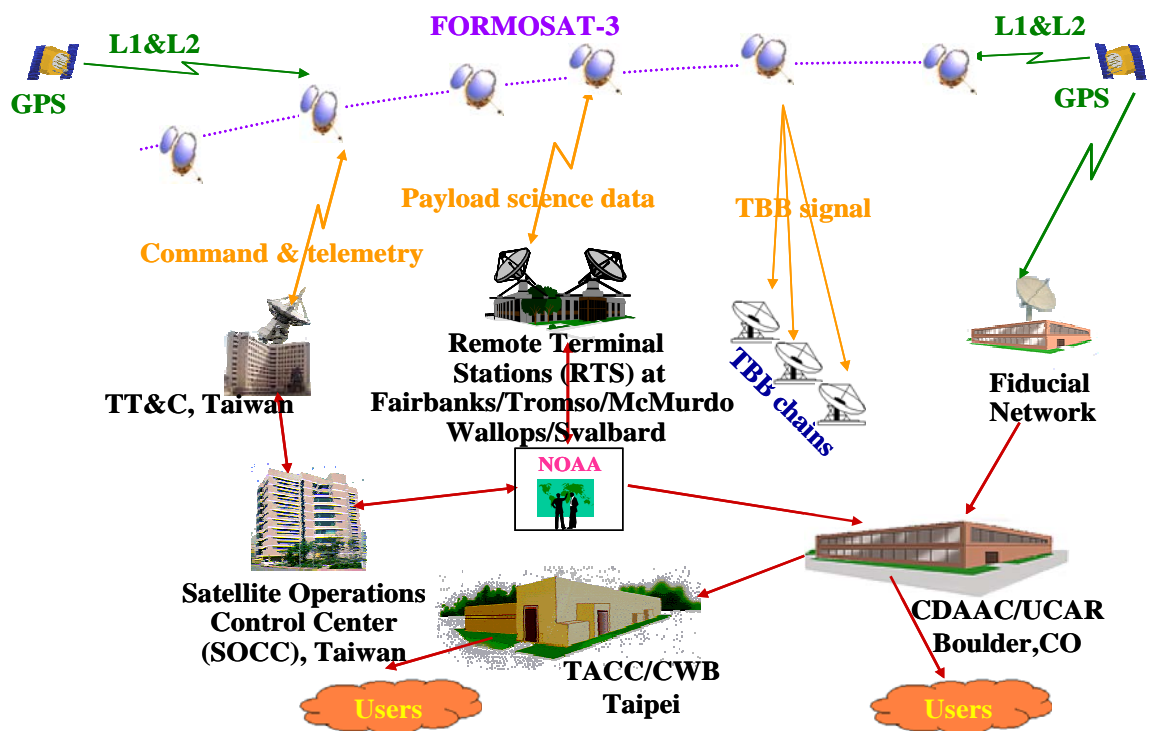 FORMOSAT-3
L1&L2
L1&L2
GPS
GPS
Payload science data
TBB signal
Command & telemetry
Remote Terminal
Stations (RTS) at
Fairbanks/Tromso/McMurdo
Wallops/Svalbard
TBB chains
Fiducial
Network
TT&C, Taiwan
NOAA
Satellite Operations
Control Center
(SOCC), Taiwan
CDAAC/UCAR
Boulder,CO
TACC/CWB
Taipei
Users
Users